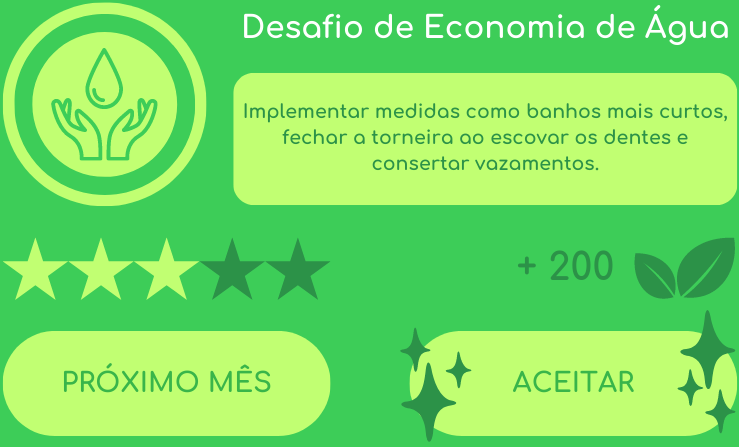 Desafio de Economia de Água
Implementar medidas como banhos mais curtos,
fechar a torneira ao escovar os dentes e
consertar vazamentos.
+ 200
PRÓXIMO MÊS
ACEITAR